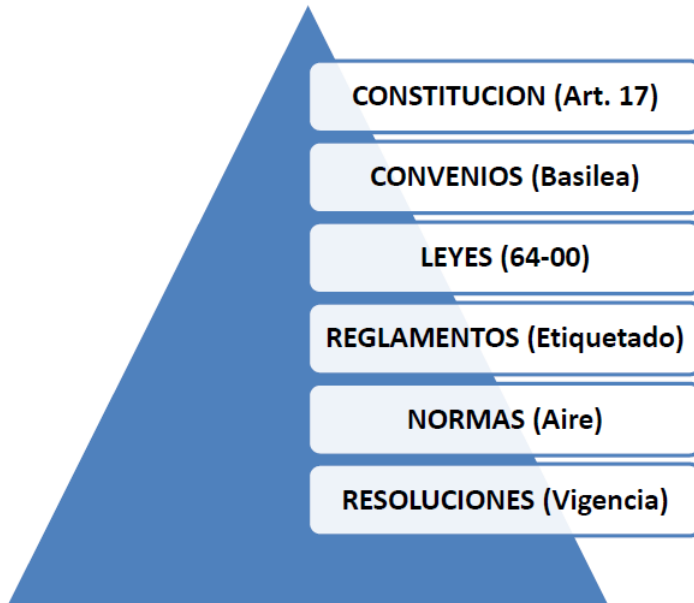 CONSTITUCION (Art. 17)
CONVENIOS (Basilea)
LEYES (64-00)
REGLAMENTOS (Etiquetado)
NORMAS (Aire)
RESOLUCIONES (Vigencia)